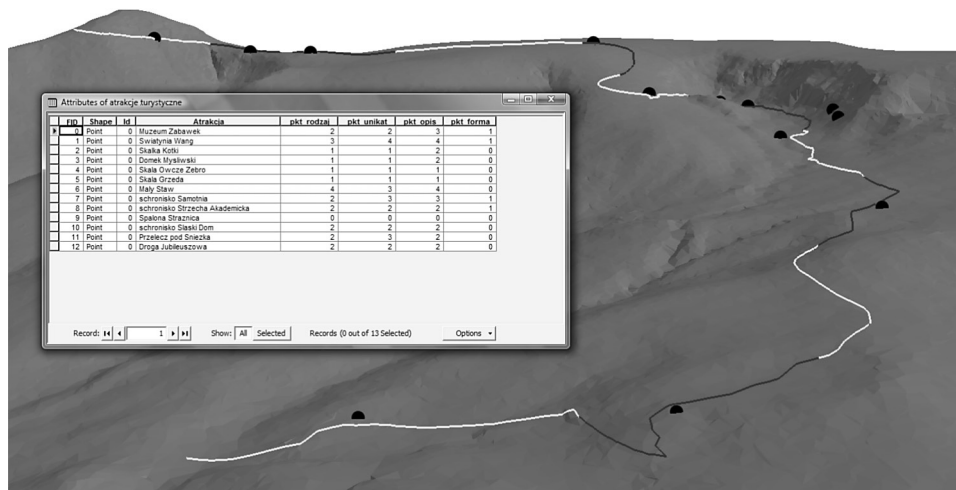 Attributes of atrakcje turystyczne
FID Shape Id Atrakcja pkt_rodzaj pkt_unikat pkt_opis pkt_forma
0 Point 0 Muzeum Zabawek 2 2 3 1
1 Point 0 Swiatynia Wang 3 4 4 1
2 Point 0 Skalka Kotki 1 1 2 0
3 Point 0 Domek Mysliwski 1 1 2 0
4 Point 0 Skala Owcze Zebro 1 1 1 0
5 Point 0 Skala Grzeda 1 1 1 0
6 Point 0 Maly Staw 4 3 4 0
7 Point 0 schronisko Samotnia 2 3 3 1
8 Point 0 schronisko Strzecha Akademicka 2 2 2 1
9 Point 0 Spalona Straznica 0 0 0 0
10 Point 0 schronisko Slaski Dom 2 2 2 0
11 Point 0 Przelecz pod Sniezka 2 3 2 0
12 Point 0 Droga Jubileuszowa 2 2 2 0
Record: 1 Show: All Selected Records (0 out of 13 Selected) Options